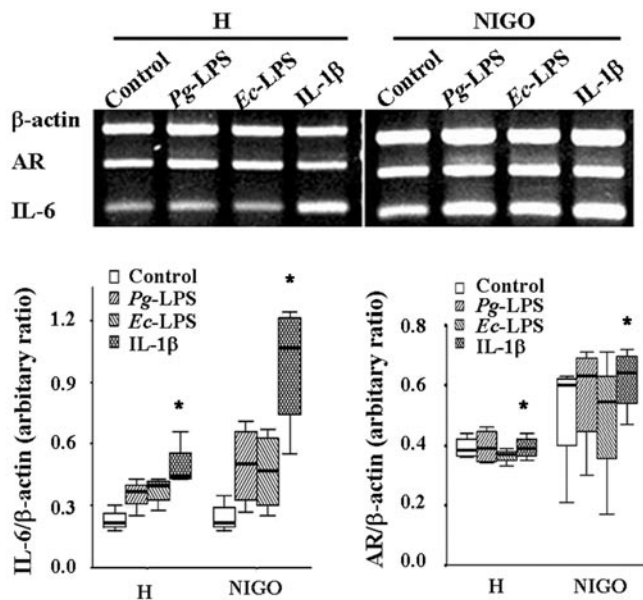 H NIGO
Control Pg-LPS Ec-LPS IL-1β Control Pg-LPS Ec-LPS IL-1β
β-actin
AR
IL-6
Control
Pg-LPS
Ec-LPS
IL-1β
IL-6/β-actin (arbitary ratio)
1.2
0.9
0.6
0.3
0.0
*
*
H NIGO
Control
Pg-LPS
Ec-LPS
IL-1β
AR/β-actin (arbitary ratio)
0.8
0.6
0.4
0.2
0.0
*
*
H NIGO